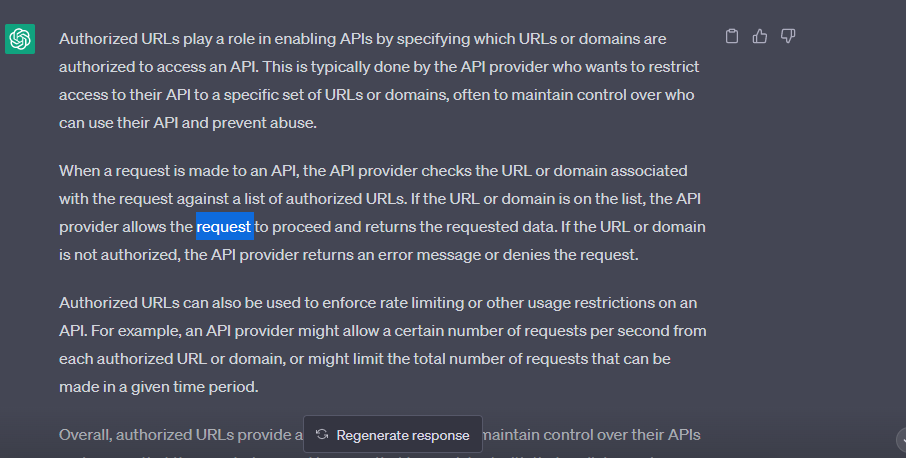 Authorized URLs play a role in enabling APIs by specifying which URLs or domains are
authorized to access an API. This is typically done by the API provider who wants to restrict
access to their API to a specific set of URLs or domains, often to maintain control over who
can use their API and prevent abuse.
When a request is made to an API, the API provider checks the URL or domain associated
with the request against a list of authorized URLs. If the URL or domain is on the list, the API
provider allows the request to proceed and returns the requested data. If the URL or domain
is not authorized, the API provider returns an error message or denies the request.
Authorized URLs can also be used to enforce rate limiting or other usage restrictions on an
API. For example, an API provider might allow a certain number of requests per second from
each authorized URL or domain, or might limit the total number of requests that can be
made in a given time period.
Overall, authorized URLs provide a
Regenerate response
maintain control over their APIs